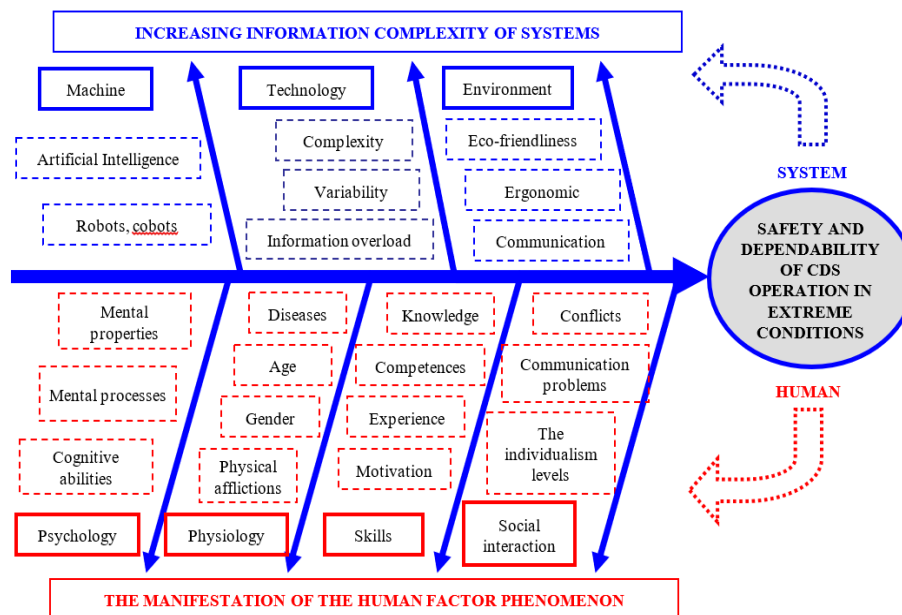 INCREASING INFORMATION COMPLEXITY OF SYSTEMS
Machine
Technology
Environment
Artificial Intelligence
Robots, cobots
Complexity
Variability
Information overload
Eco-friendliness
Ergonomic
Communication
SYSTEM
SAFETY AND
DEPENDABILITY
OF CDS
OPERATION IN
EXTREME
CONDITIONS
HUMAN
Mental
properties
Mental processes
Cognitive
abilities
Psychology
Diseases
Age
Gender
Physical
afflictions
Physiology
Knowledge
Competences
Experience
Motivation
Skills
Conflicts
Communication
problems
The
individualism
levels
Social
interaction
THE MANIFESTATION OF THE HUMAN FACTOR PHENOMENON